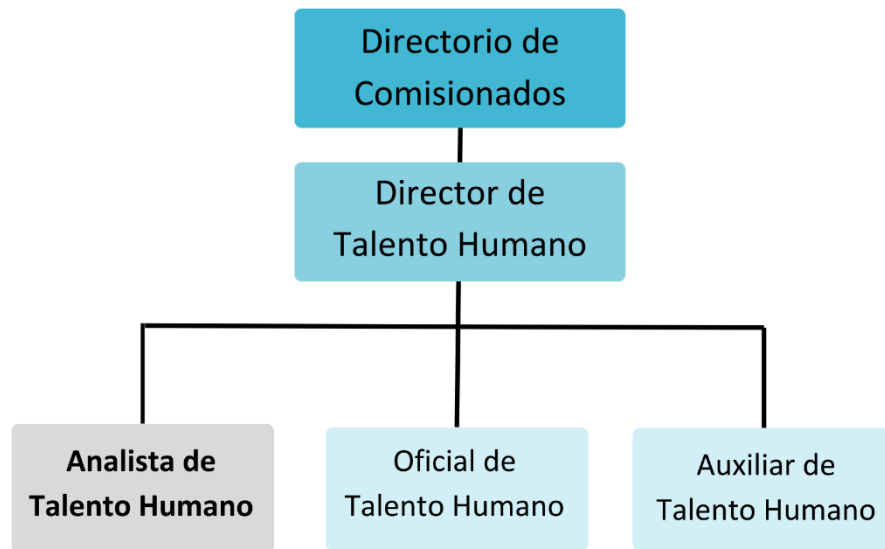 Directorio de
Comisionados
Director de
Talento Humano
Analista de
Talento Humano
Oficial de
Talento Humano
Auxiliar de
Talento Humano